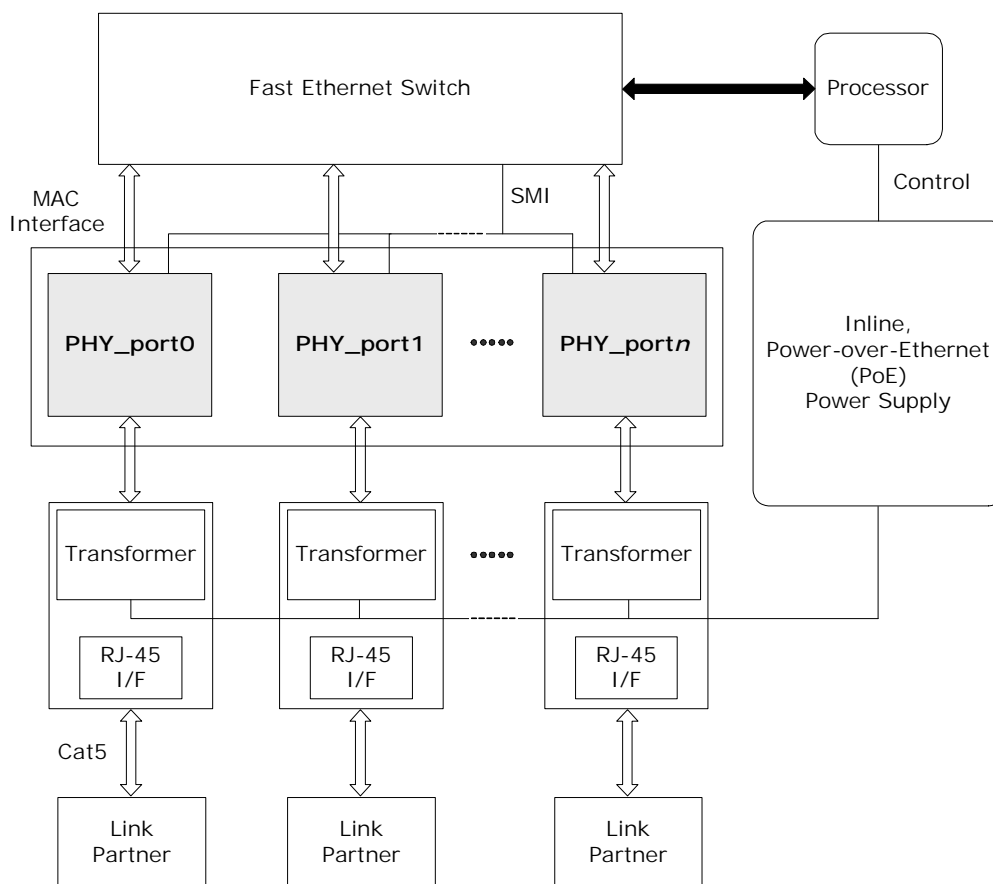 Fast Ethernet Switch
Processor
MAC
Interface
SMI
Control
PHY_port0
PHY_port1
PHY_portn
Inline,
Power-over-Ethernet
(PoE)
Power Supply
Transformer
Transformer
Transformer
RJ-45
I/F
RJ-45
I/F
RJ-45
I/F
Cat5
Link
Partner
Link
Partner
Link
Partner